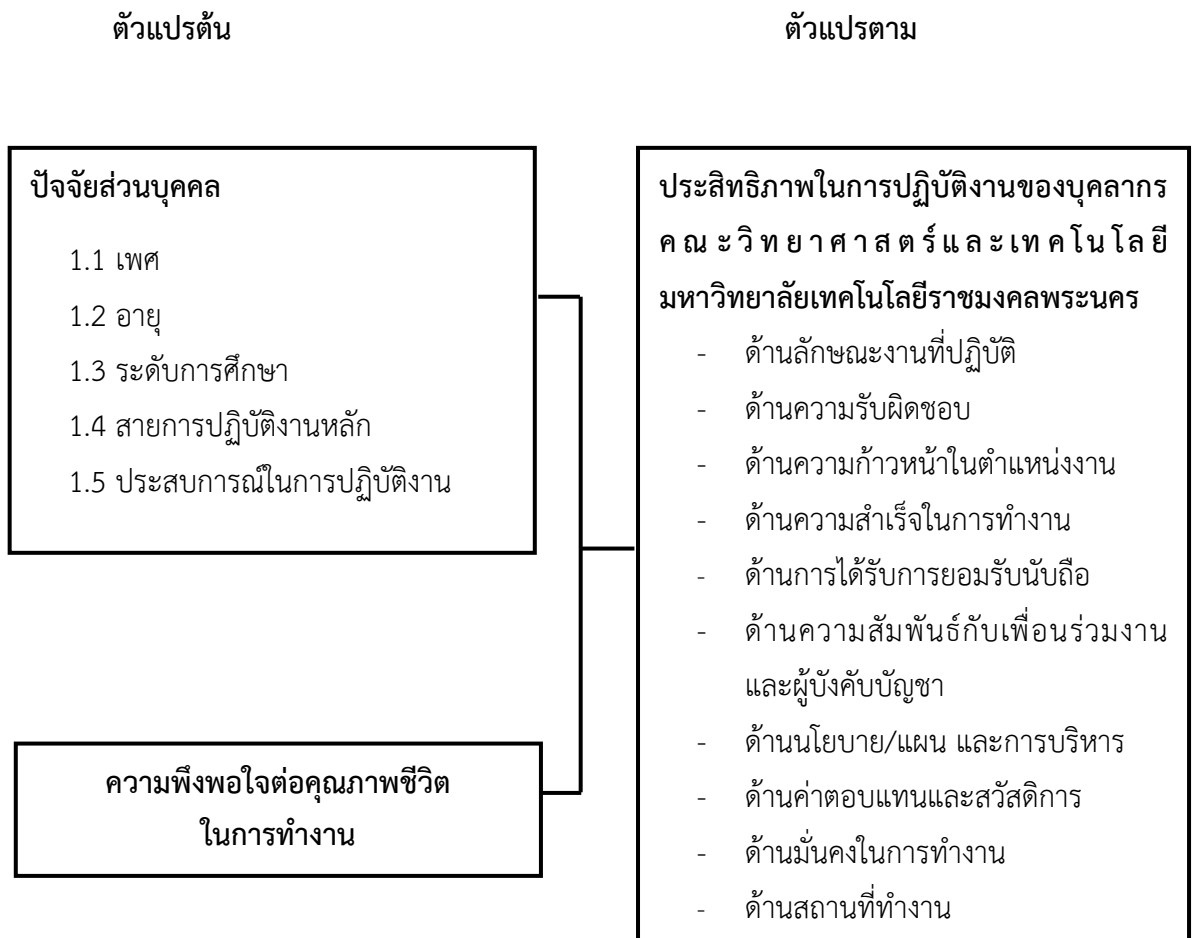 ตัวแปรต้น
ตัวแปรตาม
ปัจจัยส่วนบุคคล
1.1 เพศ
1.2 อายุ
1.3 ระดับการศึกษา
1.4 สายการปฏิบัติงานหลัก
1.5 ประสบการณ์ในการปฏิบัติงาน
ความพึงพอใจต่อคุณภาพชีวิต
ในการทำงาน
ประสิทธิภาพในการปฏิบัติงานของบุคลากร
คณะวิทยาศาสตร์และเทคโนโลยี
มหาวิทยาลัยเทคโนโลยีราชมงคลพระนคร
- ด้านลักษณะงานที่ปฏิบัติ
- ด้านความรับผิดชอบ
- ด้านความก้าวหน้าในตำแหน่งงาน
- ด้านความสำเร็จในการทำงาน
- ด้านการได้รับการยอมรับนับถือ
- ด้านความสัมพันธ์กับเพื่อนร่วมงาน
และผู้บังคับบัญชา
- ด้านนโยบาย/แผน และการบริหาร
- ด้านค่าตอบแทนและสวัสดิการ
- ด้านมั่นคงในการทำงาน
- ด้านสถานที่ทำงาน